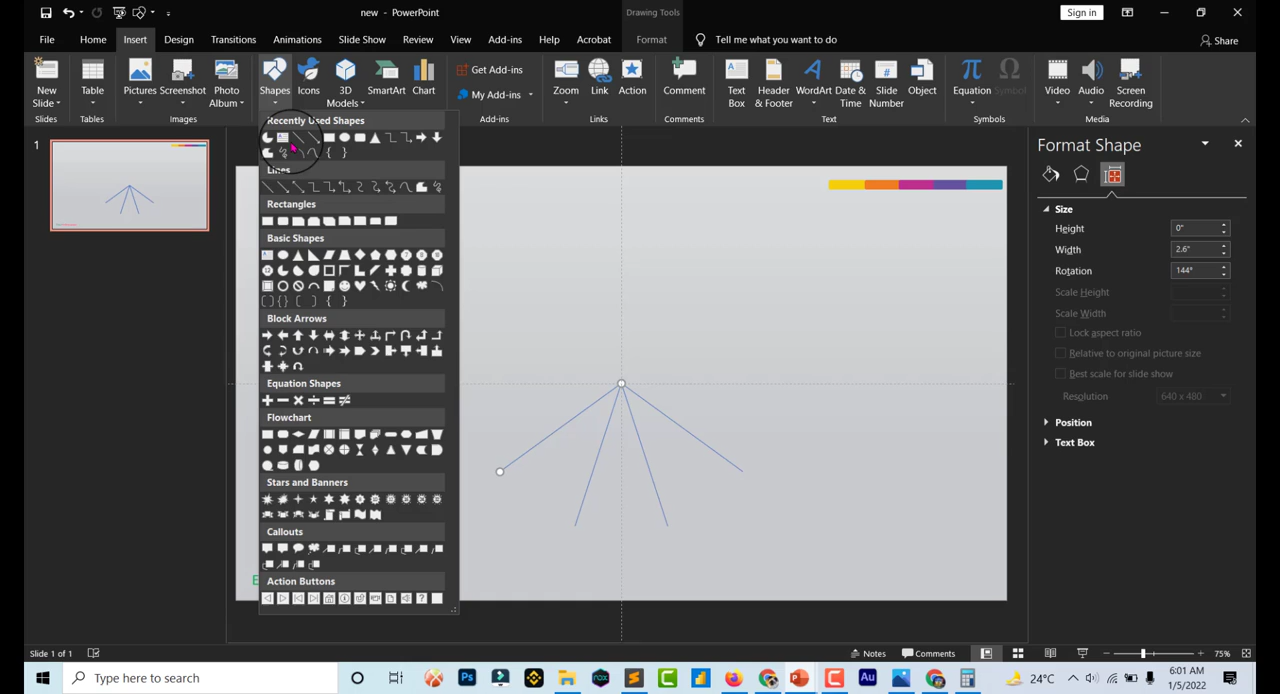 new - PowerPoint
Drawing Tools
Sign in
File Home Insert Design Transitions Animations Slide Show Review View Add-ins Help Acrobat Format Tell me what you want to do Share
New Slide
Table
Pictures
Screenshot
Photo Album
Shapes
Icons
3D Models
SmartArt
Chart
Get Add-ins
My Add-ins
Zoom
Link
Action
Comment
Text Box
Header & Footer
WordArt
Date & Time
Slide Number
Object
Equation
Symbol
Video
Audio
Screen Recording
Slides
Tables
Images
Add-ins
Links
Comments
Text
Media
1
Recently Used Shapes
Lines
Rectangles
Basic Shapes
Block Arrows
Equation Shapes
Flowchart
Stars and Banners
Callouts
Action Buttons
Format Shape
Size
Height 0"
Width 2.6"
Rotation 144°
Scale Height
Scale Width
Lock aspect ratio
Relative to original picture size
Best scale for slide show
Resolution 640 x 480
Position
Text Box
Slide 1 of 1
Notes
Comments
75%
Type here to search
24°C
6:01 AM
1/5/2022